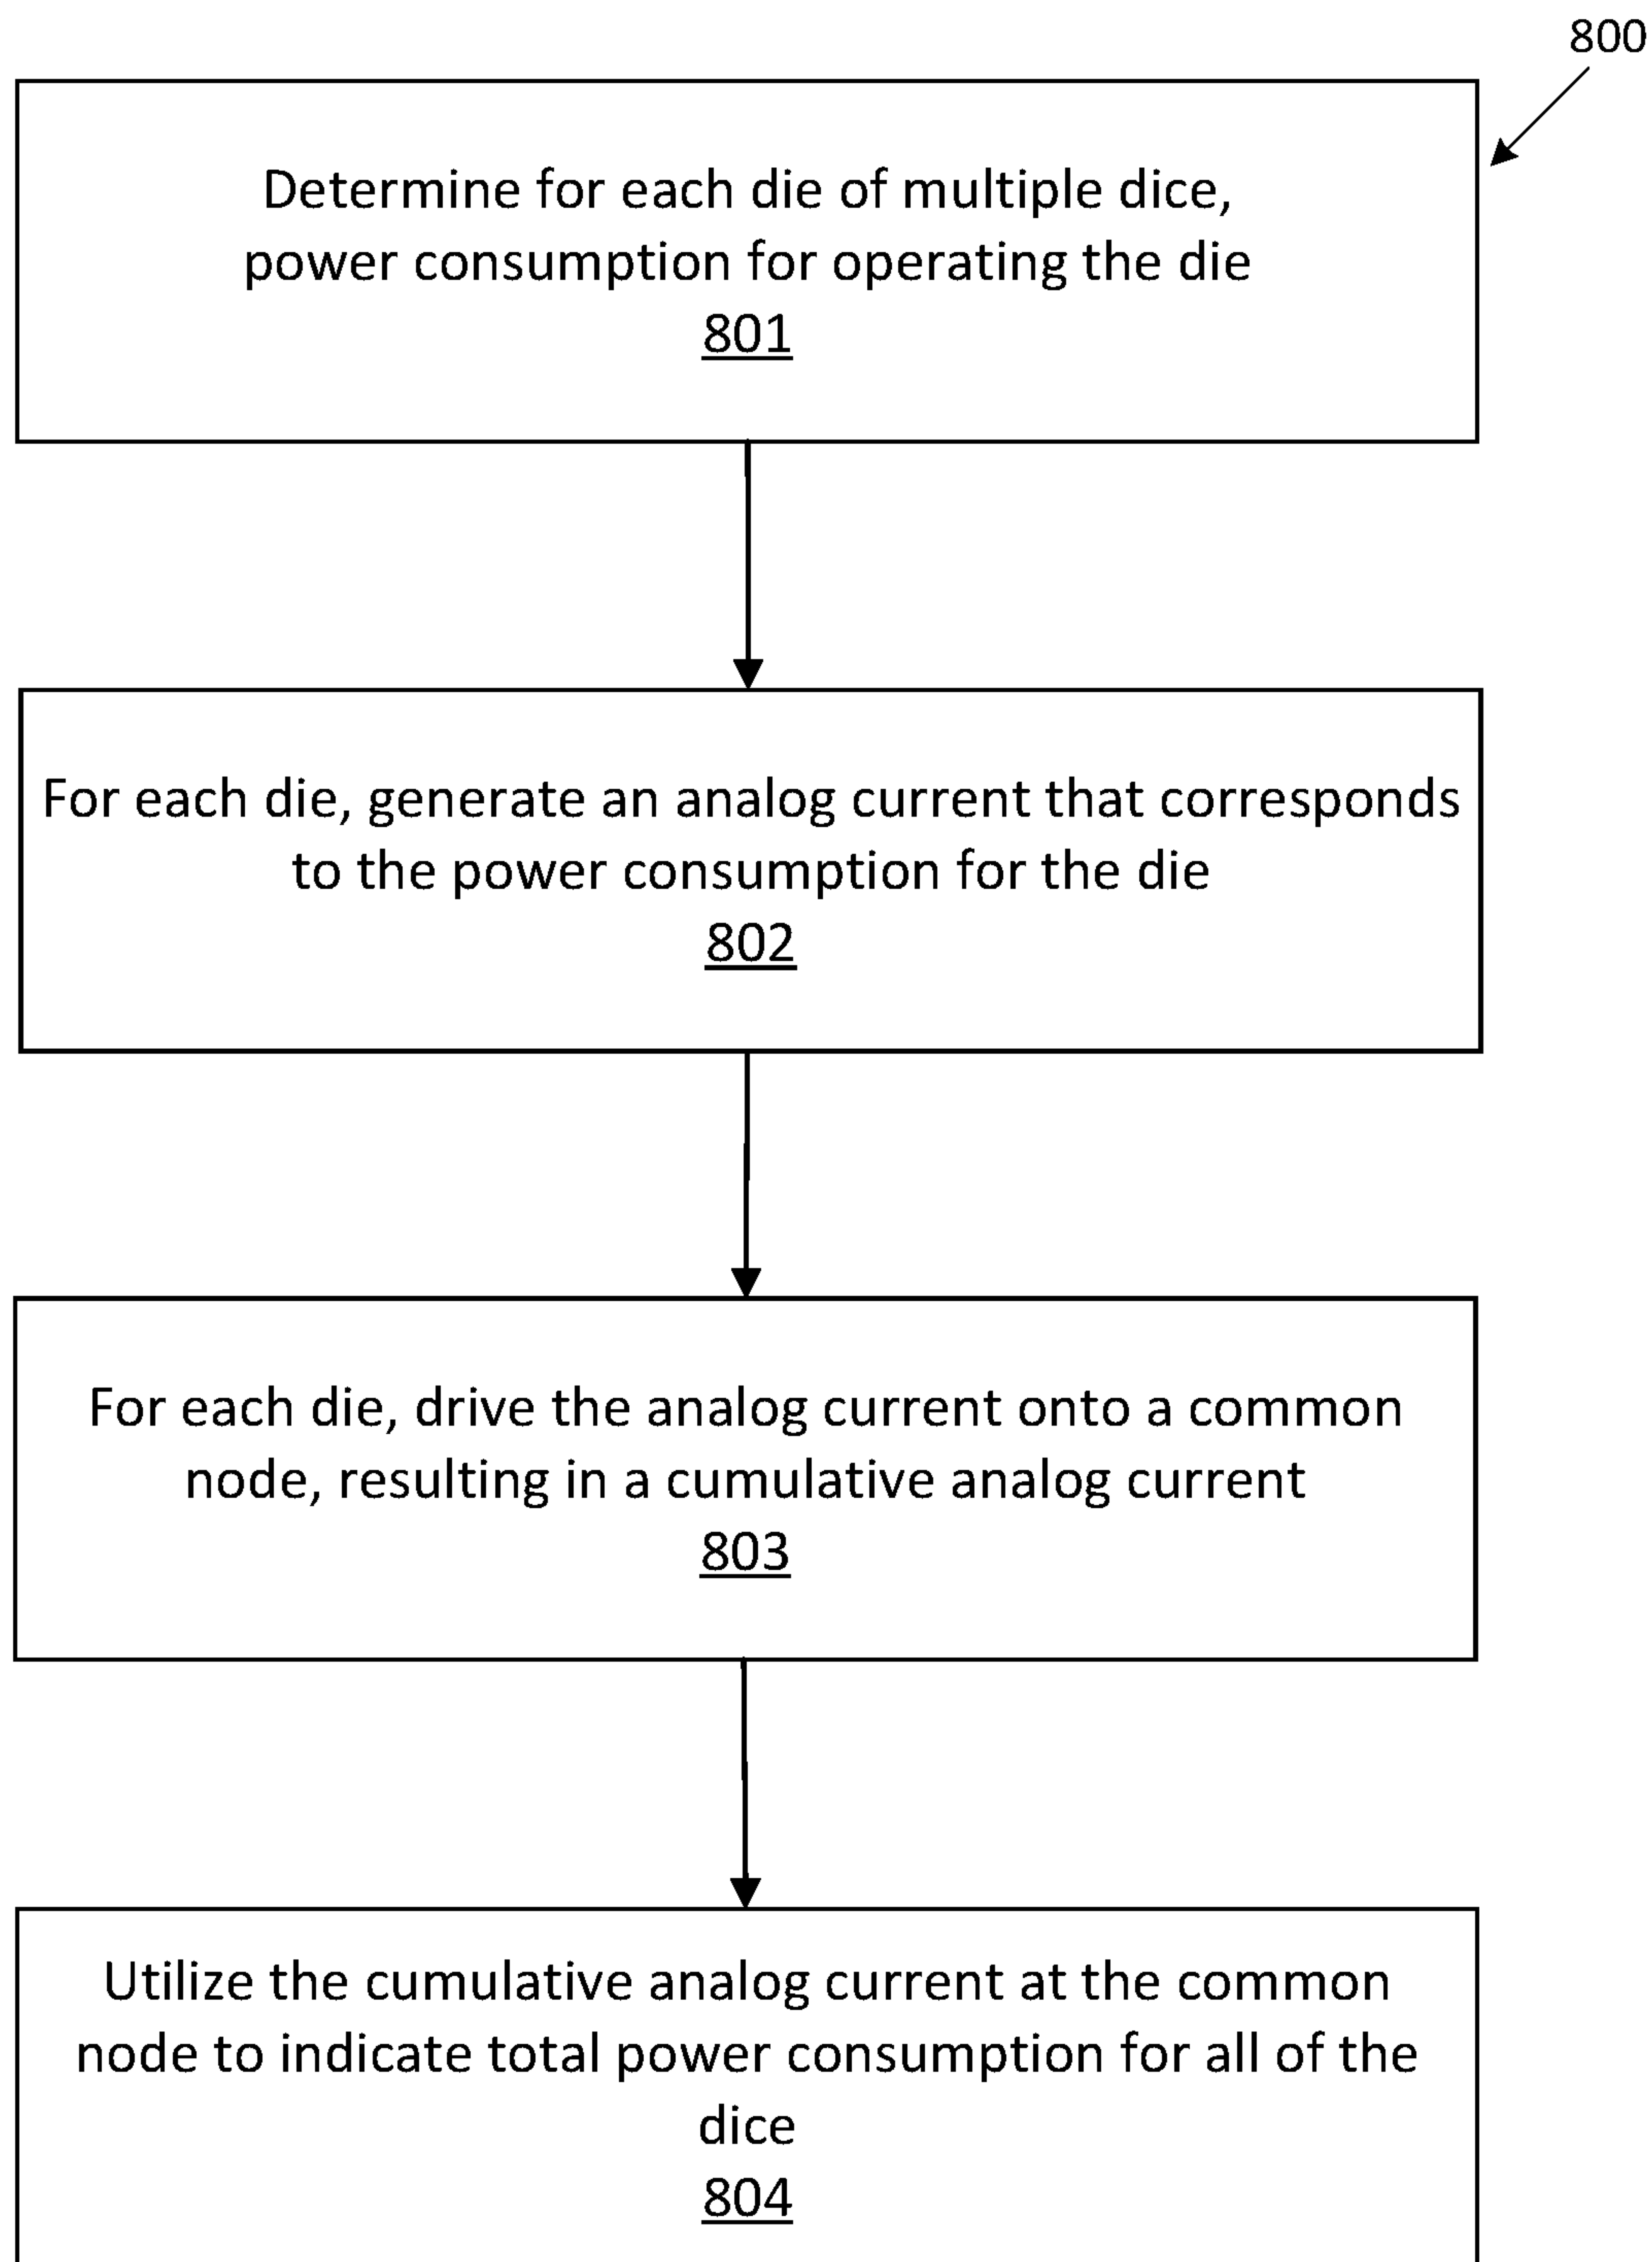 800
Determine for each die of multiple dice,
power consumption for operating the die
801
For each die, generate an analog current that corresponds
to the power consumption for the die
802
For each die, drive the analog current onto a common
node, resulting in a cumulative analog current
803
Utilize the cumulative analog current at the common
node to indicate total power consumption for all of the
dice
804